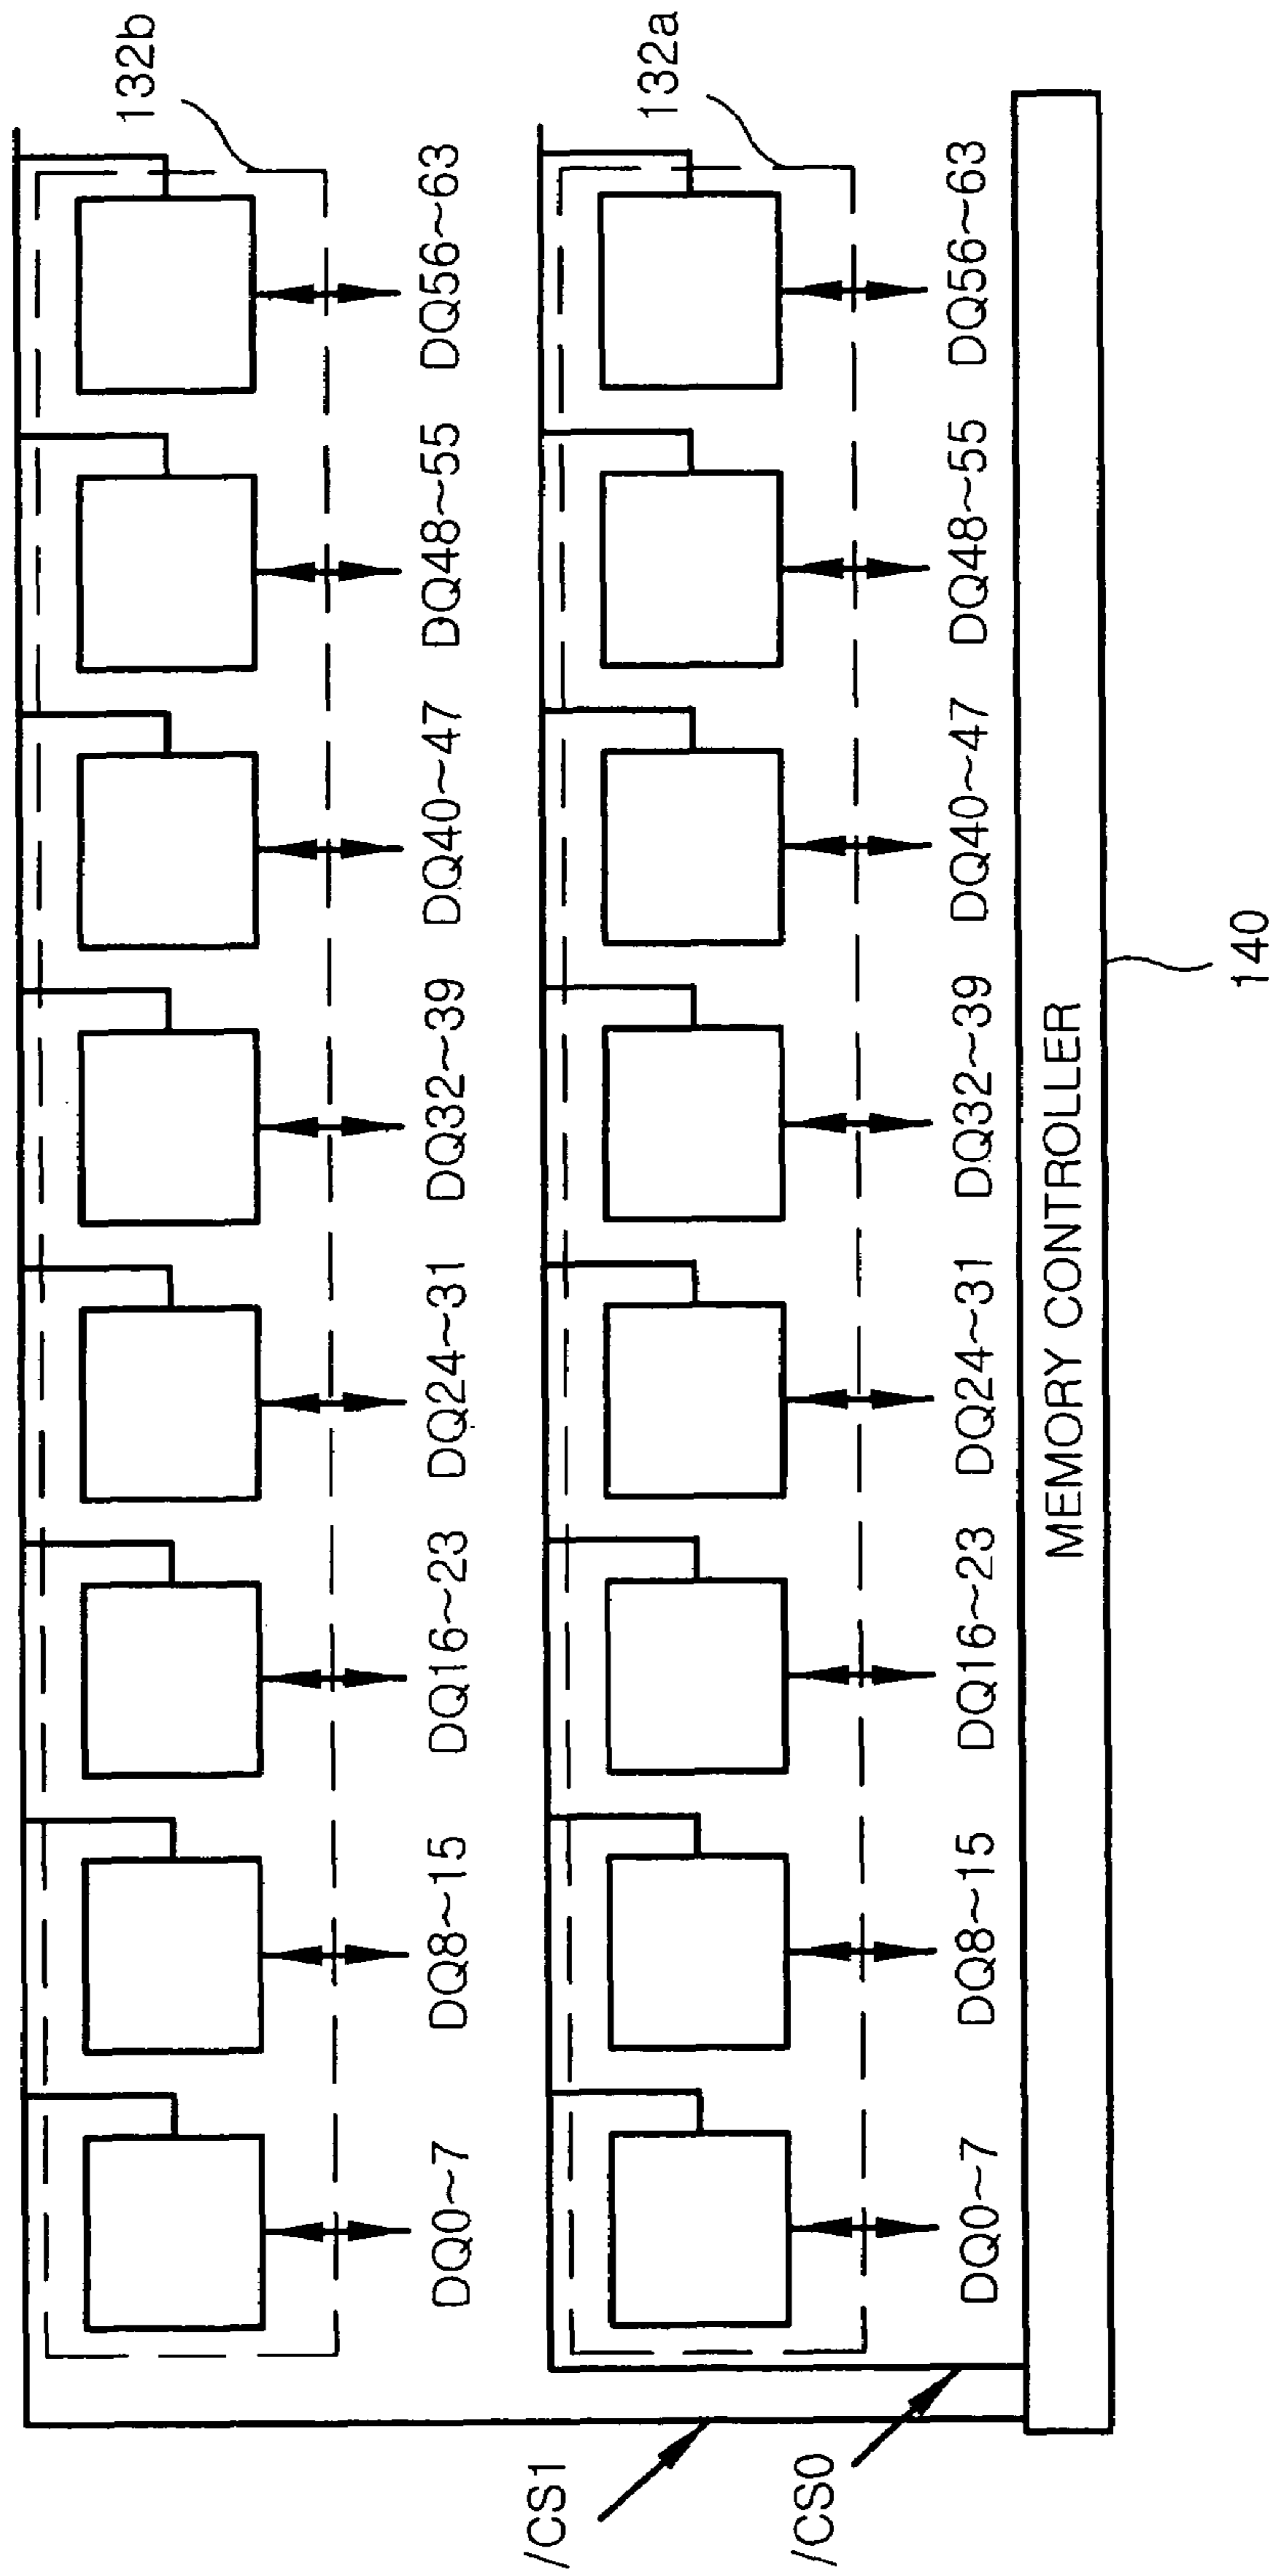 132b
DQ0~7
DQ8~15
DQ16~23
DQ24~31
DQ32~39
DQ40~47
DQ48~55
DQ56~63
/CS1
132a
DQ0~7
DQ8~15
DQ16~23
DQ24~31
DQ32~39
DQ40~47
DQ48~55
DQ56~63
/CS0
MEMORY CONTROLLER
140